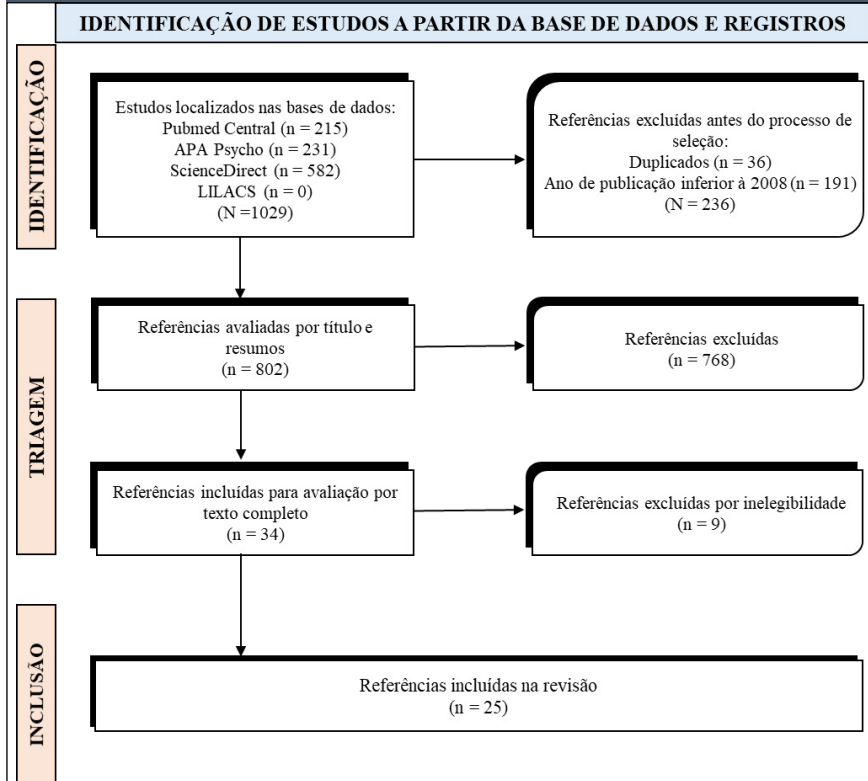 IDENTIFICAÇÃO DE ESTUDOS A PARTIR DA BASE DE DADOS E REGISTROS
IDENTIFICAÇÃO
Estudos localizados nas bases de dados:
Pubmed Central (n = 215)
APA Psycho (n = 231)
ScienceDirect (n = 582)
LILACS (n = 0)
(N =1029)
Referências excluídas antes do processo de
seleção:
Duplicados (n = 36)
Ano de publicação inferior à 2008 (n = 191)
(N = 236)
TRIAGEM
Referências avaliadas por título e
resumos
(n = 802)
Referências excluídas
(n = 768)
Referências incluídas para avaliação por
texto completo
(n = 34)
Referências excluídas por inelegibilidade
(n = 9)
INCLUSÃO
Referências incluídas na revisão
(n = 25)